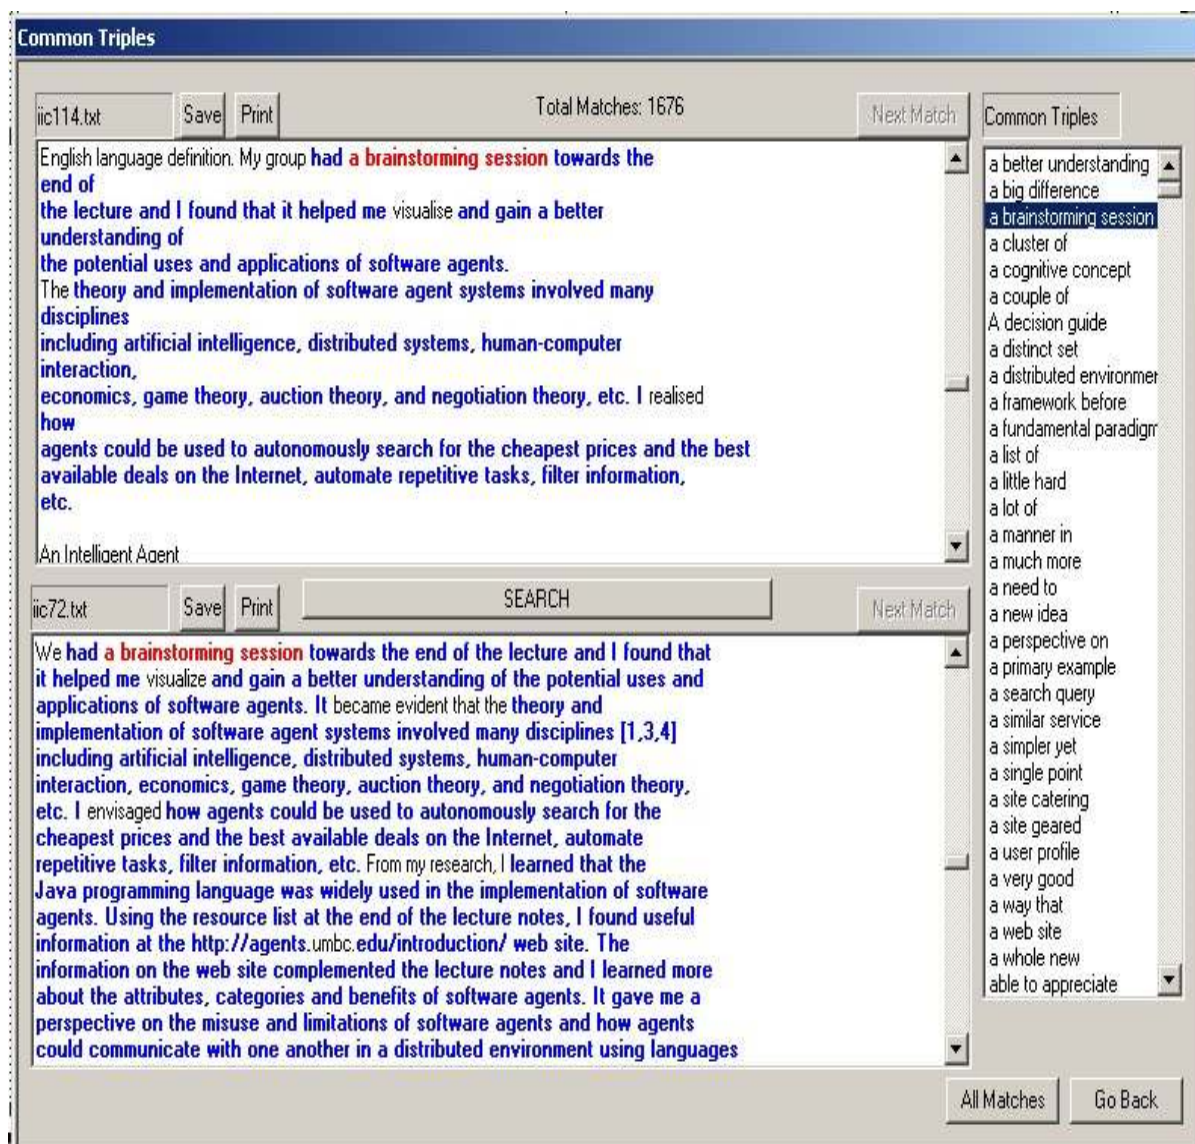 Common Triples
iic114.txt
Save
Print
Total Matches: 1676
Next Match
English language definition. My group had a brainstorming session towards the
end of
the lecture and I found that it helped me visualise and gain a better
understanding of
the potential uses and applications of software agents.
The theory and implementation of software agent systems involved many
disciplines
including artificial intelligence, distributed systems, human-computer
interaction,
economics, game theory, auction theory, and negotiation theory, etc. I realised
how
agents could be used to autonomously search for the cheapest prices and the best
available deals on the Internet, automate repetitive tasks, filter information,
etc.
An Intelligent Agent
iic72.txt
Save
Print
SEARCH
Next Match
We had a brainstorming session towards the end of the lecture and I found that
it helped me visualize and gain a better understanding of the potential uses and
applications of software agents. It became evident that the theory and
implementation of software agent systems involved many disciplines [1,3,4]
including artificial intelligence, distributed systems, human-computer
interaction, economics, game theory, auction theory, and negotiation theory,
etc. I envisaged how agents could be used to autonomously search for the
cheapest prices and the best available deals on the Internet, automate
repetitive tasks, filter information, etc. From my research, I learned that the
Java programming language was widely used in the implementation of software
agents. Using the resource list at the end of the lecture notes, I found useful
information at the http://agents.umbc.edu/introduction/ web site. The
information on the web site complemented the lecture notes and I learned more
about the attributes, categories and benefits of software agents. It gave me a
perspective on the misuse and limitations of software agents and how agents
could communicate with one another in a distributed environment using languages
Common Triples
a better understanding
a big difference
a brainstorming session
a cluster of
a cognitive concept
a couple of
A decision guide
a distinct set
a distributed environmer
a framework before
a fundamental paradigm
a list of
a little hard
a lot of
a manner in
a much more
a need to
a new idea
a perspective on
a primary example
a search query
a similar service
a simpler yet
a single point
a site catering
a site geared
a user profile
a very good
a way that
a web site
a whole new
able to appreciate
All Matches
Go Back